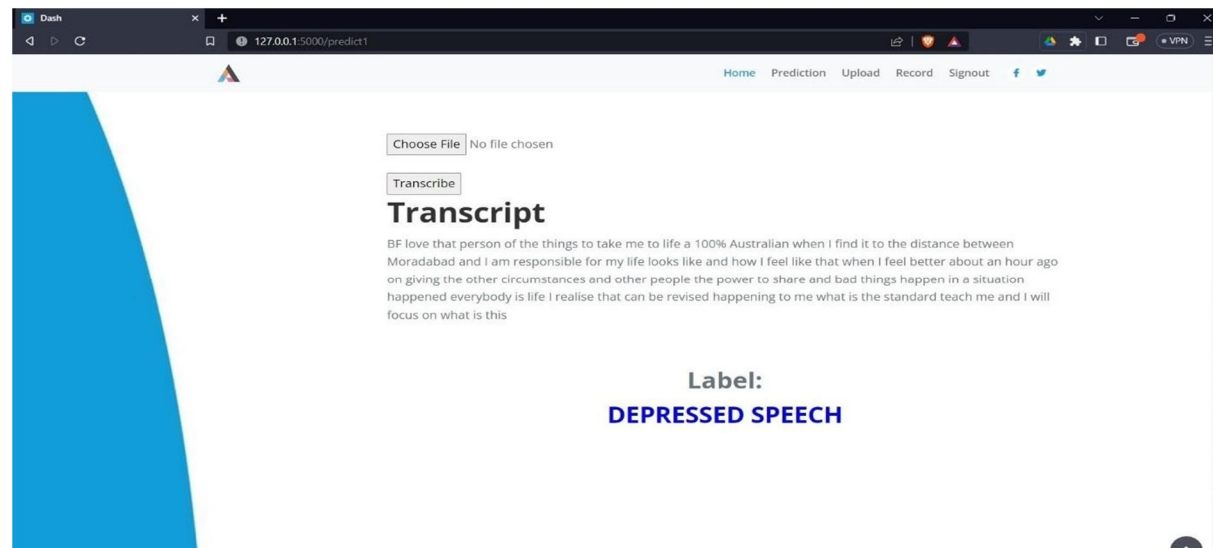 Dash
127.0.0.1:5000/predict1
VPN
Home Prediction Upload Record Signout
Choose File No file chosen
Transcribe
Transcript
BF love that person of the things to take me to life a 100% Australian when I find it to the distance between
Moradabad and I am responsible for my life looks like and how I feel like that when I feel better about an hour ago
on giving the other circumstances and other people the power to share and bad things happen in a situation
happened everybody is life I realise that can be revised happening to me what is the standard teach me and I will
focus on what is this
Label:
DEPRESSED SPEECH